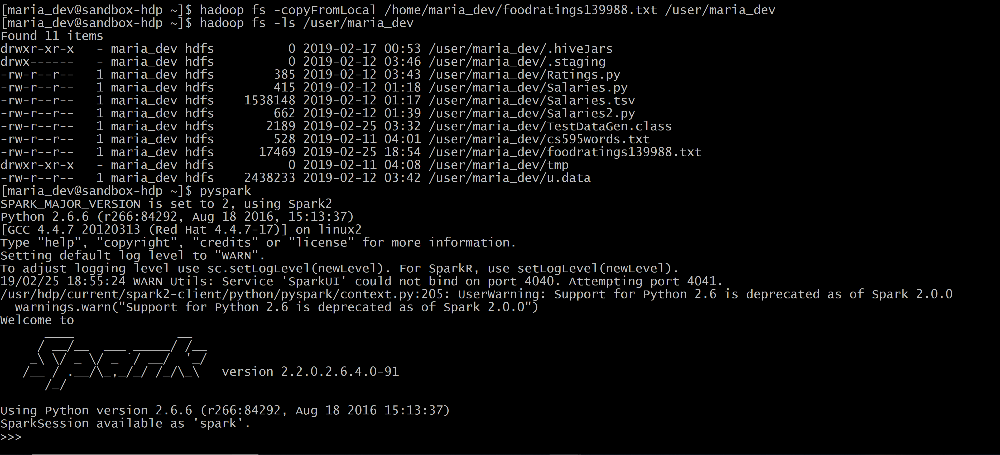 [maria_dev@sandbox-hdp ~]$ hadoop fs -copyFromLocal /home/maria_dev/foodratings139988.txt /user/maria_dev
[maria_dev@sandbox-hdp ~]$ hadoop fs -ls /user/maria_dev
Found 11 items
drwxr-xr-x   - maria_dev hdfs          0 2019-02-17 00:53 /user/maria_dev/.hiveJars
drwx------   - maria_dev hdfs          0 2019-02-12 03:46 /user/maria_dev/.staging
-rw-r--r--   1 maria_dev hdfs        385 2019-02-12 03:43 /user/maria_dev/Ratings.py
-rw-r--r--   1 maria_dev hdfs        415 2019-02-12 01:18 /user/maria_dev/Salaries.py
-rw-r--r--   1 maria_dev hdfs    1538148 2019-02-12 01:17 /user/maria_dev/Salaries.tsv
-rw-r--r--   1 maria_dev hdfs        662 2019-02-12 01:39 /user/maria_dev/Salaries2.py
-rw-r--r--   1 maria_dev hdfs       2189 2019-02-25 03:32 /user/maria_dev/TestDataGen.class
-rw-r--r--   1 maria_dev hdfs        528 2019-02-11 04:01 /user/maria_dev/cs595words.txt
-rw-r--r--   1 maria_dev hdfs      17469 2019-02-25 18:54 /user/maria_dev/foodratings139988.txt
drwxr-xr-x   - maria_dev hdfs          0 2019-02-11 04:08 /user/maria_dev/tmp
-rw-r--r--   1 maria_dev hdfs    2438233 2019-02-12 03:42 /user/maria_dev/u.data
[maria_dev@sandbox-hdp ~]$ pyspark
SPARK_MAJOR_VERSION is set to 2, using Spark2
Python 2.6.6 (r266:84292, Aug 18 2016, 15:13:37)
[GCC 4.4.7 20120313 (Red Hat 4.4.7-17)] on linux2
Type "help", "copyright", "credits" or "license" for more information.
Setting default log level to "WARN".
To adjust logging level use sc.setLogLevel(newLevel). For SparkR, use setLogLevel(newLevel).
19/02/25 18:55:24 WARN Utils: Service 'SparkUI' could not bind on port 4040. Attempting port 4041.
/usr/hdp/current/spark2-client/python/pyspark/context.py:205: UserWarning: Support for Python 2.6 is deprecated as of Spark 2.0.0
  warnings.warn("Support for Python 2.6 is deprecated as of Spark 2.0.0")
Welcome to
      ____              __
     / __/__  ___ _____/ /__
    _\ \/ _ \/ _ `/ __/  '_/
   /__ / .__/\_,_/_/ /_/\_\   version 2.2.0.2.6.4.0-91
      /_/
Using Python version 2.6.6 (r266:84292, Aug 18 2016 15:13:37)
SparkSession available as 'spark'.
>>>